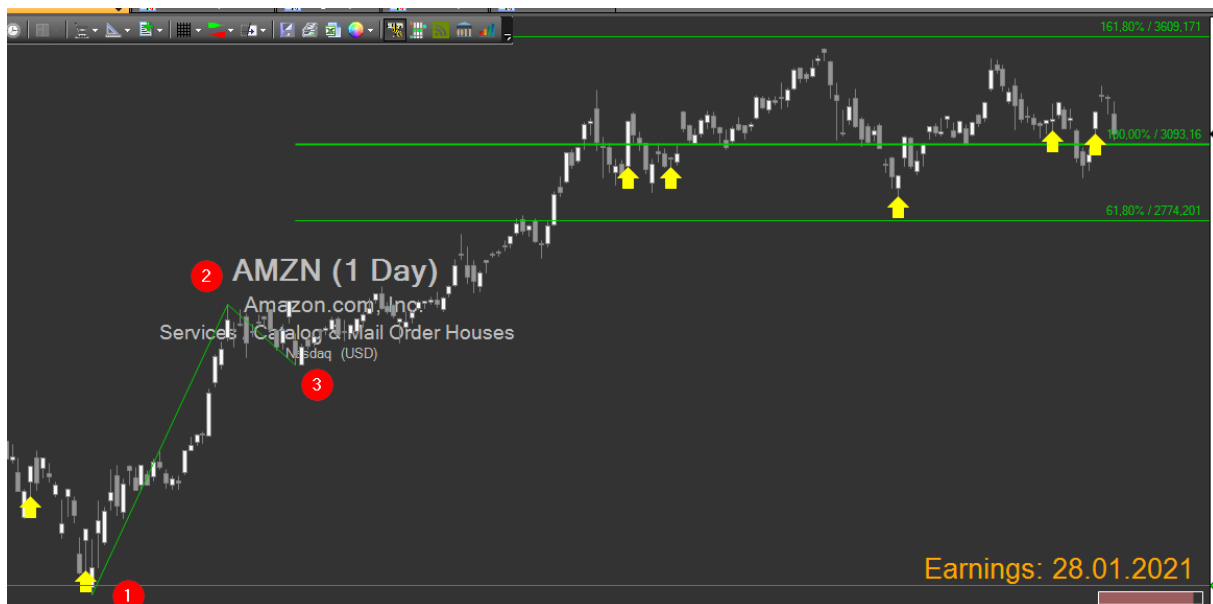 161,80% / 3609,171
100,00% / 3093,16
61,80% / 2774,201
2
AMZN (1 Day)
Amazon.com, Inc.
Services - Catalog & Mail Order Houses
Nasdaq (USD)
3
Earnings: 28.01.2021
1